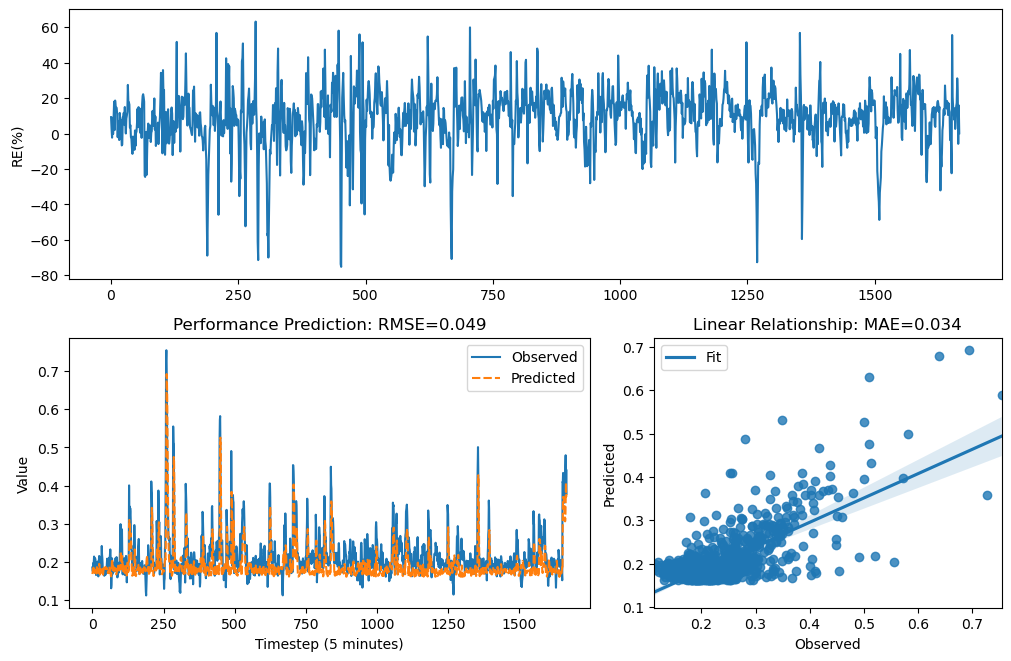 60
40
20
0
−20
−40
−60
−80
RE(%)
0 250 500 750 1000 1250 1500
Performance Prediction: RMSE=0.049
Observed
Predicted
0.7
0.6
0.5
0.4
0.3
0.2
0.1
Value
0 250 500 750 1000 1250 1500
Timestep (5 minutes)
Linear Relationship: MAE=0.034
Fit
0.7
0.6
0.5
0.4
0.3
0.2
0.1
Predicted
0.2 0.3 0.4 0.5 0.6 0.7
Observed